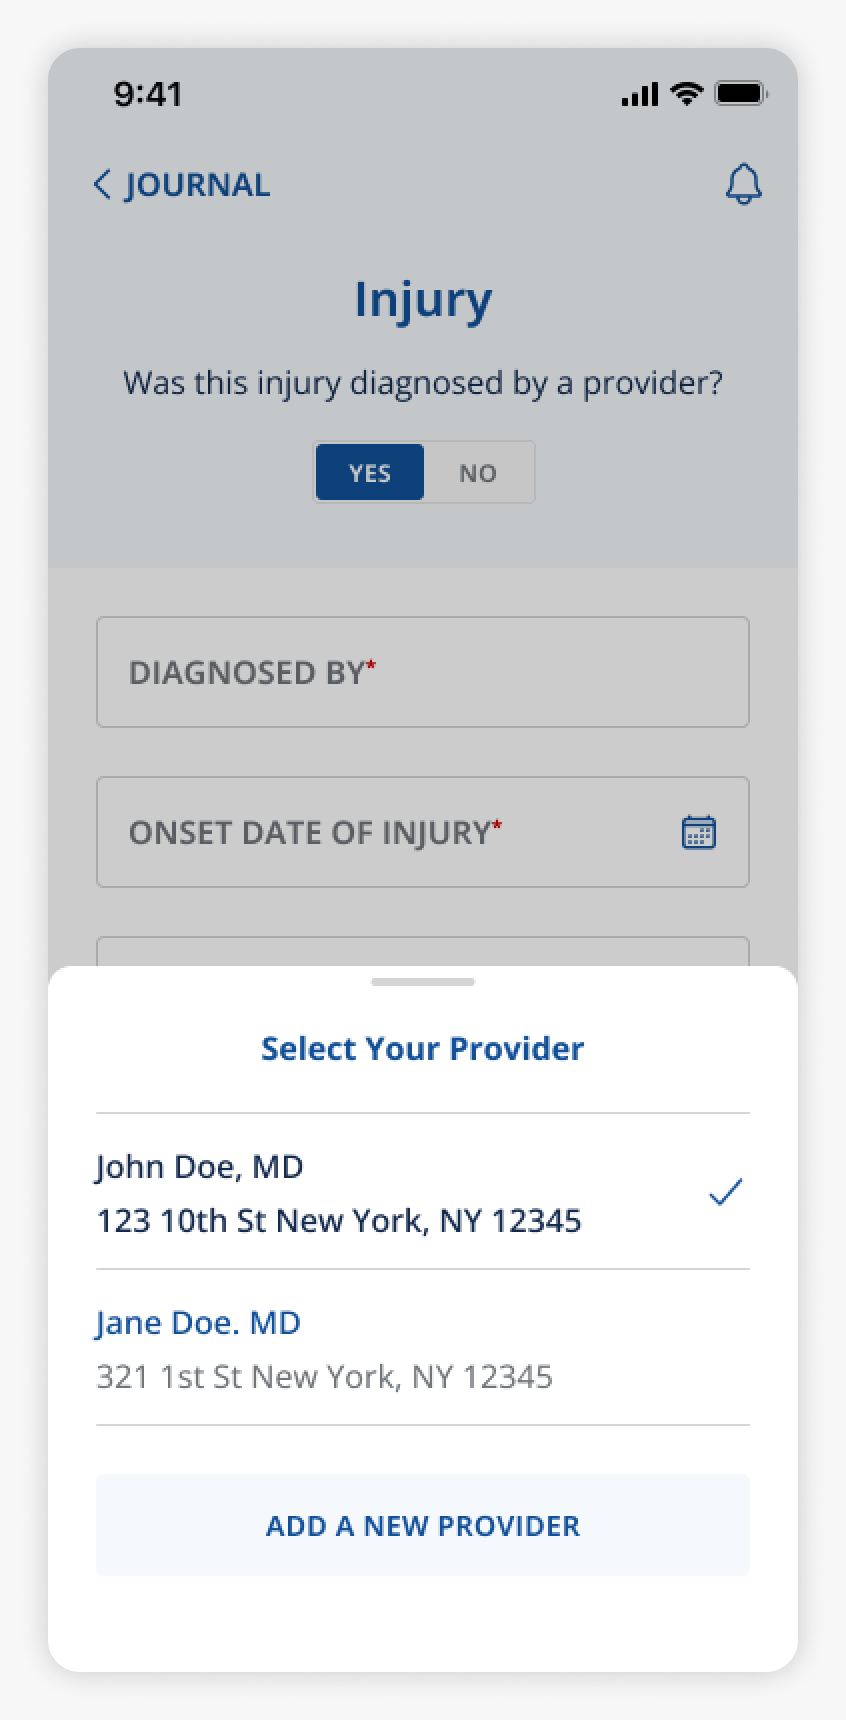 9:41
JOURNAL
Injury
Was this injury diagnosed by a provider?
YES NO
DIAGNOSED BY*
ONSET DATE OF INJURY*
Select Your Provider
John Doe, MD
123 10th St New York, NY 12345
Jane Doe. MD
321 1st St New York, NY 12345
ADD A NEW PROVIDER